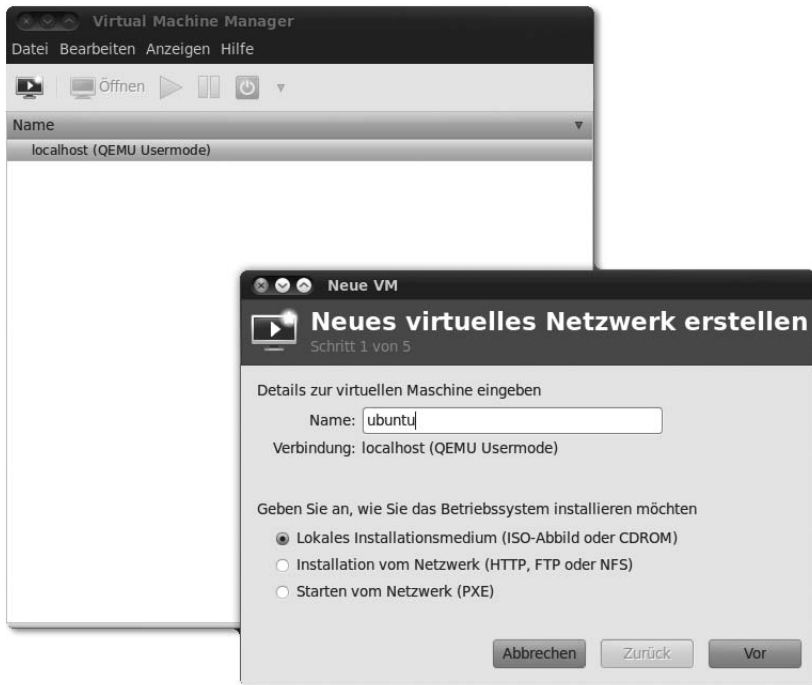 Virtual Machine Manager
Datei Bearbeiten Anzeigen Hilfe
Öffnen
Name
localhost (QEMU Usermode)
Neue VM
Neues virtuelles Netzwerk erstellen
Schritt 1 von 5
Details zur virtuellen Maschine eingeben
Name: ubuntu
Verbindung: localhost (QEMU Usermode)
Geben Sie an, wie Sie das Betriebssystem installieren möchten
Lokales Installationsmedium (ISO-Abbild oder CDROM)
Installation vom Netzwerk (HTTP, FTP oder NFS)
Starten vom Netzwerk (PXE)
Abbrechen Zurück Vor